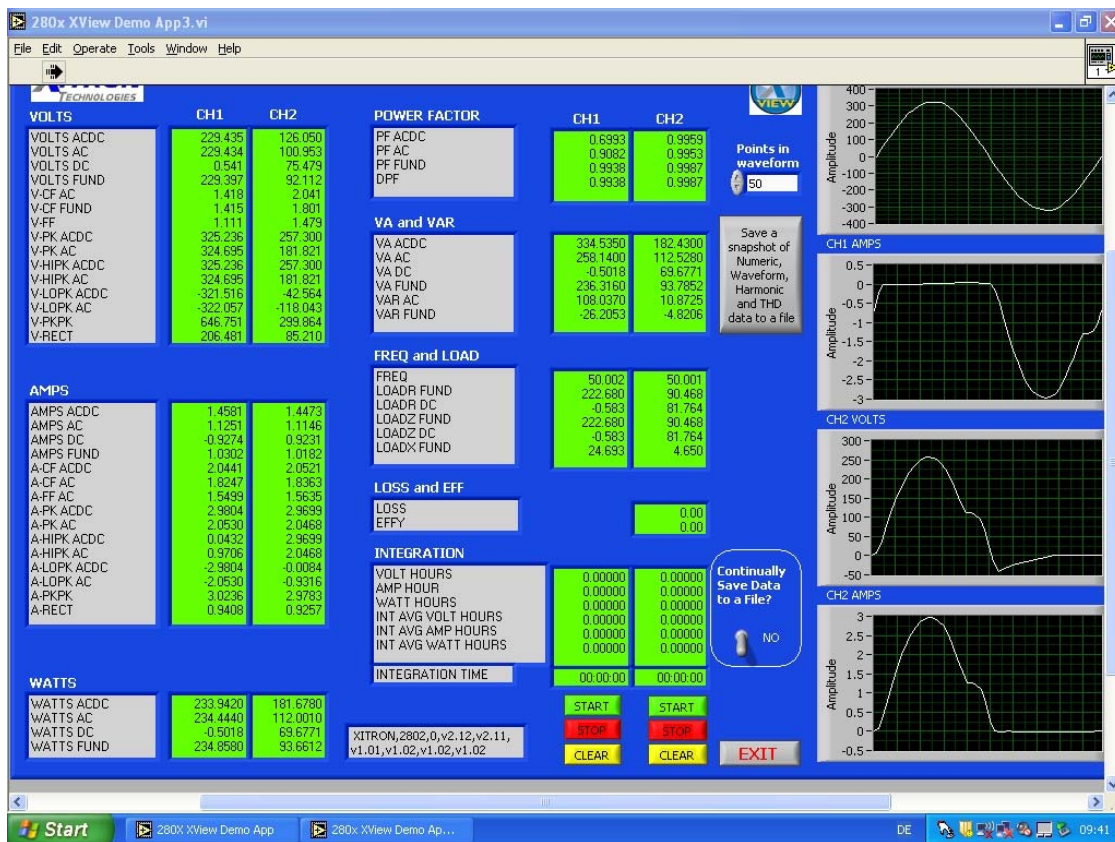 280x XView Demo App3.vi
File Edit Operate Tools Window Help
1
TECHNOLOGIES
VIEW
VOLTS CH1 CH2
VOLTS ACDC 229.435 126.050
VOLTS AC 229.434 100.953
VOLTS DC 0.541 75.479
VOLTS FUND 229.397 92.112
V-CF AC 1.418 2.041
V-CF FUND 1.415 1.801
V-FF 1.111 1.479
V-PK ACDC 325.236 257.300
V-PK AC 324.695 181.821
V-HIPK ACDC 325.236 257.300
V-HIPK AC 324.695 181.821
V-LOPK ACDC -321.516 -42.564
V-LOPK AC -322.057 -118.043
V-PKPK 646.751 299.864
V-RECT 206.481 85.210
AMPS
AMPS ACDC 1.4581 1.4473
AMPS AC 1.1251 1.1146
AMPS DC -0.9274 0.9231
AMPS FUND 1.0302 1.0182
A-CF ACDC 2.0441 2.0521
A-CF AC 1.8247 1.8363
A-FF AC 1.5499 1.5635
A-PK ACDC 2.9804 2.9699
A-PK AC 2.0530 2.0468
A-HIPK ACDC 0.0432 2.9699
A-HIPK AC 0.9706 2.0468
A-LOPK ACDC -2.9804 -0.0084
A-LOPK AC -2.0530 -0.9316
A-PKPK 3.0236 2.9783
A-RECT 0.9408 0.9257
WATTS
WATTS ACDC 233.9420 181.6780
WATTS AC 234.4440 112.0010
WATTS DC -0.5018 69.6771
WATTS FUND 234.8580 93.6612
POWER FACTOR CH1 CH2
PF ACDC 0.6993 0.9959
PF AC 0.9082 0.9953
PF FUND 0.9938 0.9987
DPF 0.9938 0.9987
VA and VAR
VA ACDC 334.5350 182.4300
VA AC 258.1400 112.5280
VA DC -0.5018 69.6771
VA FUND 236.3160 93.7852
VAR AC 108.0370 10.8725
VAR FUND -26.2053 -4.8206
FREQ and LOAD
FREQ 50.002 50.001
LOADR FUND 222.680 90.468
LOADR DC -0.583 81.764
LOADZ FUND 222.680 90.468
LOADZ DC -0.583 81.764
LOADX FUND 24.693 4.650
LOSS and EFF
LOSS 0.00
EFFY 0.00
INTEGRATION
VOLT HOURS 0.00000 0.00000
AMP HOUR 0.00000 0.00000
WATT HOURS 0.00000 0.00000
INT AVG VOLT HOURS 0.00000 0.00000
INT AVG AMP HOURS 0.00000 0.00000
INT AVG WATT HOURS 0.00000 0.00000
INTEGRATION TIME 00:00:00 00:00:00
START START
STOP STOP
CLEAR CLEAR
XITRON,2802,0,v2.12,v2.11,
v1.01,v1.02,v1.02,v1.02
Points in
waveform
50
Save a
snapshot of
Numeric,
Waveform,
Harmonic
and THD
data to a file
Continually
Save Data
to a File?
NO
EXIT
Amplitude
400
300
200
100
0
-100
-200
-300
-400
CH1 AMPS
Amplitude
0.5
0
-0.5
-1
-1.5
-2
-2.5
-3
CH2 VOLTS
Amplitude
300
250
200
150
100
50
0
-50
CH2 AMPS
Amplitude
3
2.5
2
1.5
1
0.5
0
-0.5
Start 280X XView Demo App 280x XView Demo Ap... DE 09:41